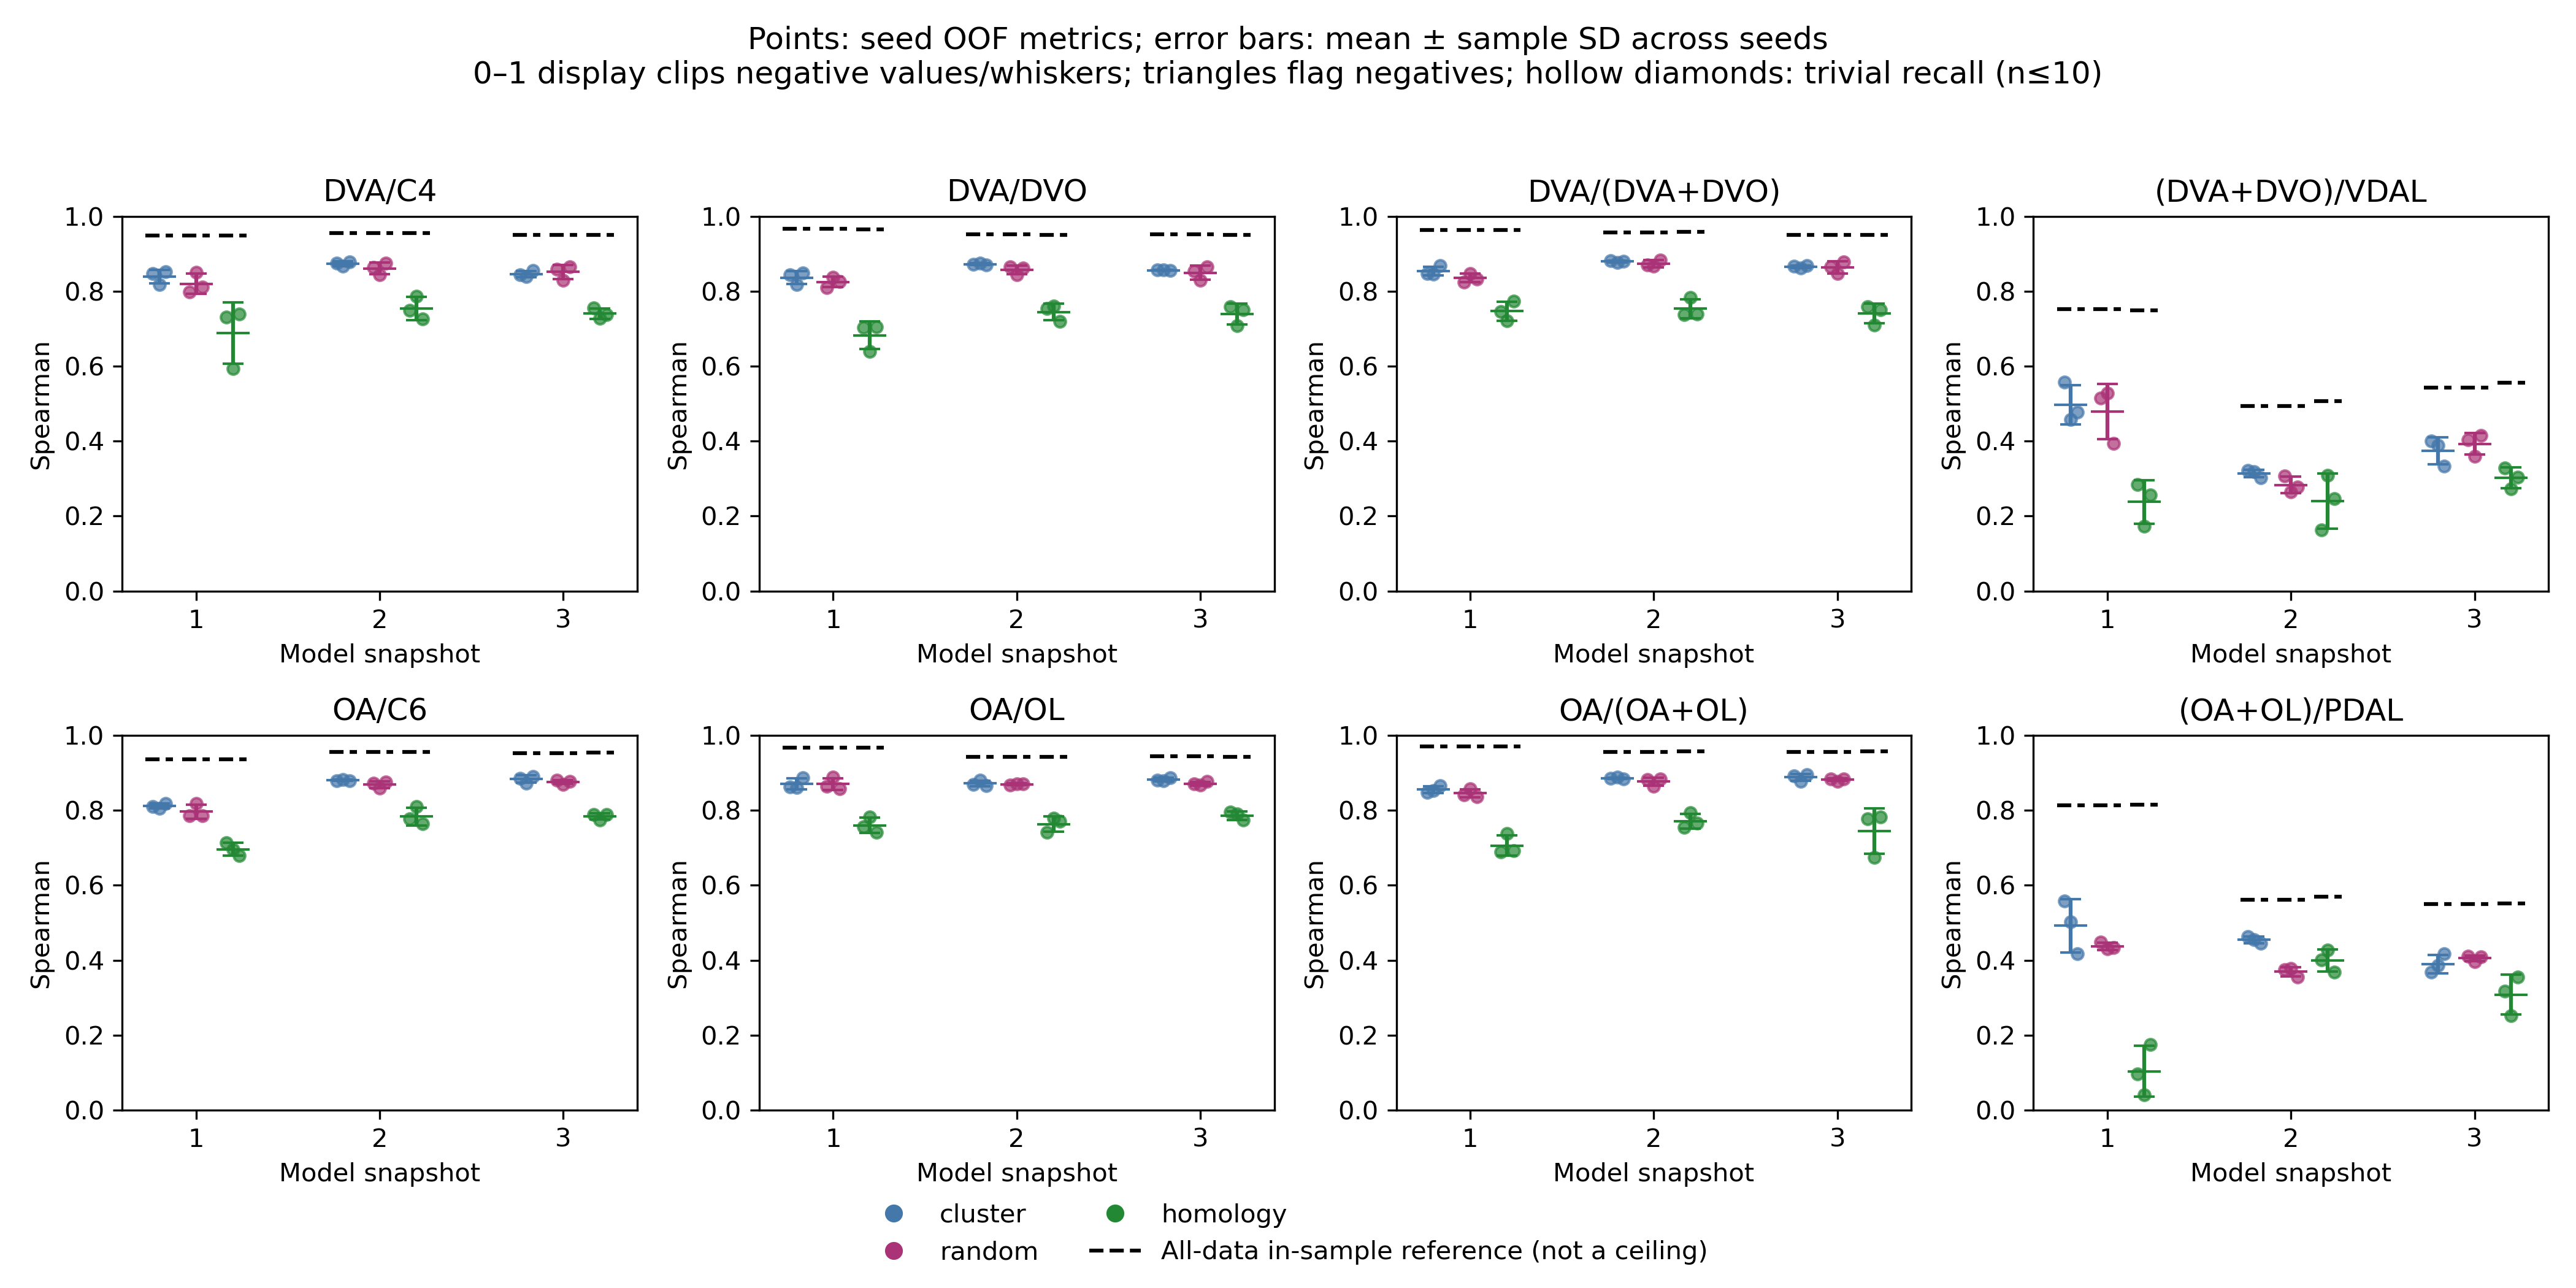 Points: seed OOF metrics; error bars: mean ± sample SD across seeds
0–1 display clips negative values/whiskers; triangles flag negatives; hollow diamonds: trivial recall (n≤10)
DVA/C4
1.0
0.8
0.6
0.4
0.2
0.0
Spearman
1 2 3
Model snapshot
DVA/DVO
1.0
0.8
0.6
0.4
0.2
0.0
Spearman
1 2 3
Model snapshot
DVA/(DVA+DVO)
1.0
0.8
0.6
0.4
0.2
0.0
Spearman
1 2 3
Model snapshot
(DVA+DVO)/VDAL
1.0
0.8
0.6
0.4
0.2
0.0
Spearman
1 2 3
Model snapshot
OA/C6
1.0
0.8
0.6
0.4
0.2
0.0
Spearman
1 2 3
Model snapshot
OA/OL
1.0
0.8
0.6
0.4
0.2
0.0
Spearman
1 2 3
Model snapshot
OA/(OA+OL)
1.0
0.8
0.6
0.4
0.2
0.0
Spearman
1 2 3
Model snapshot
(OA+OL)/PDAL
1.0
0.8
0.6
0.4
0.2
0.0
Spearman
1 2 3
Model snapshot
cluster
random
homology
All-data in-sample reference (not a ceiling)